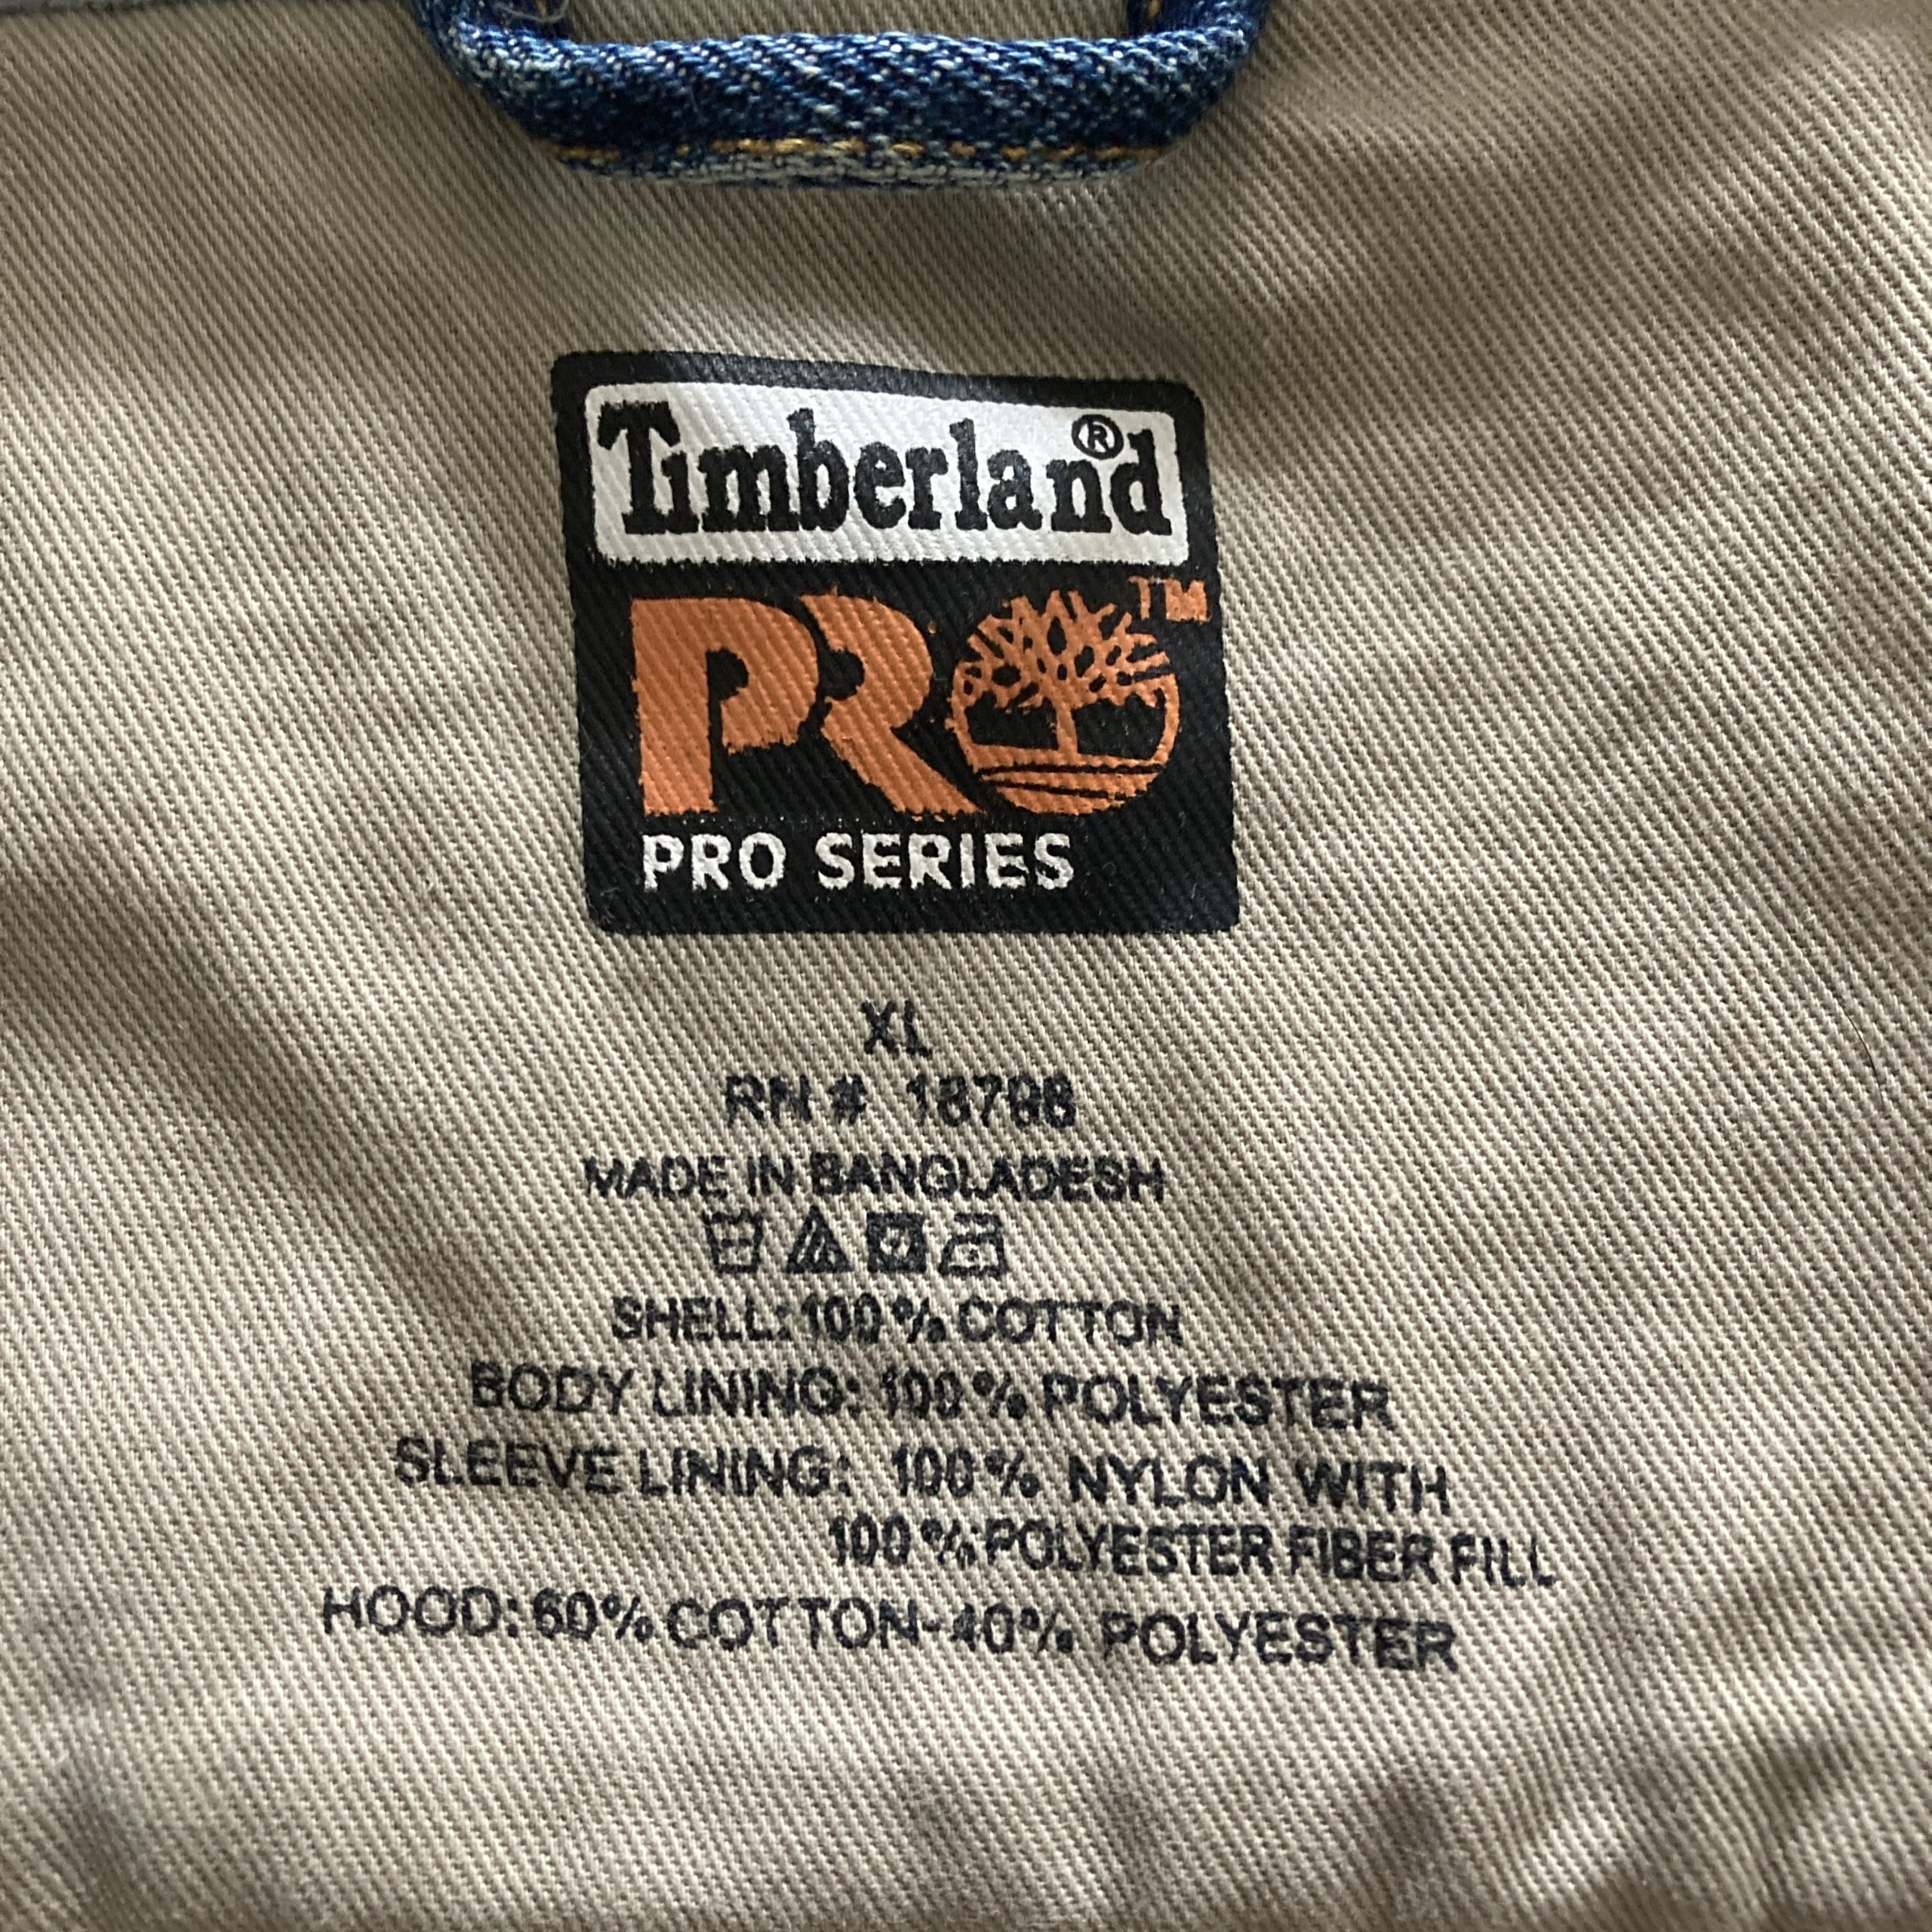 Timberland®
PRO™
PRO SERIES
XL
RN #
MADE IN BANGLADESH
SHELL: 100% COTTON
BODY LINING: 100% POLYESTER
SLEEVE LINING: 100% NYLON WITH
100% POLYESTER FIBER FILL
HOOD: 60% COTTON-40% POLYESTER